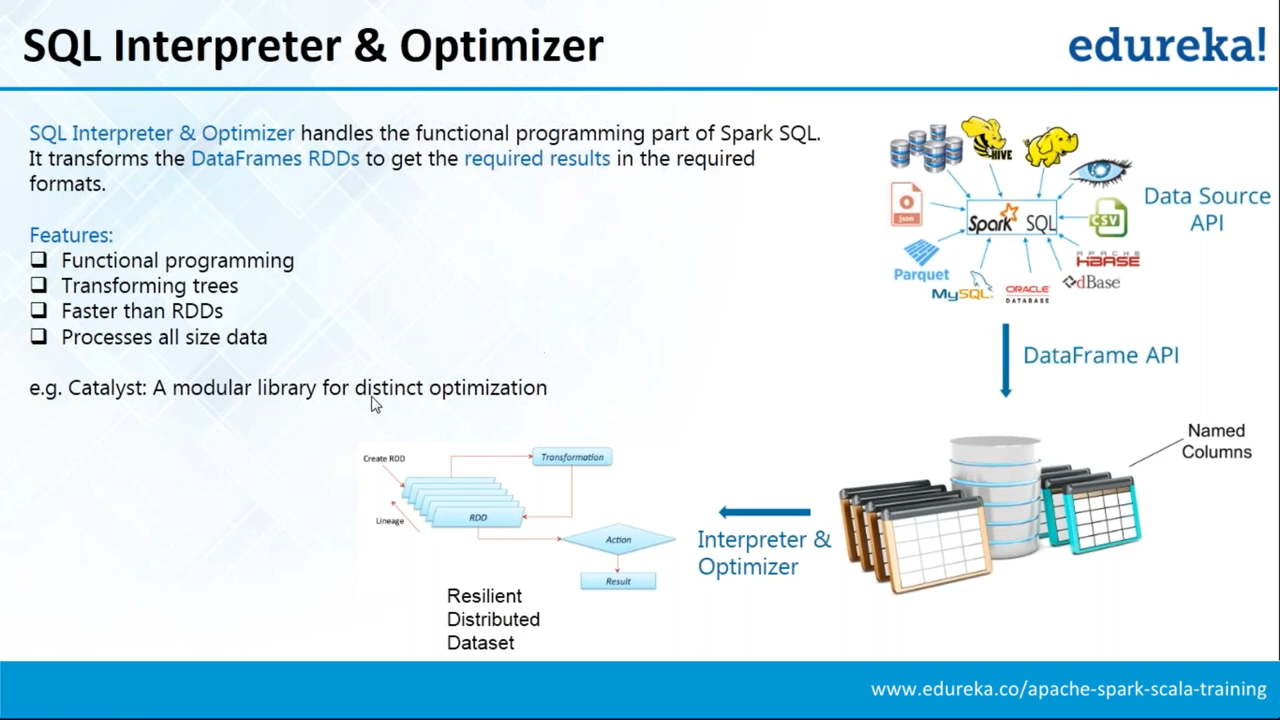 SQL Interpreter & Optimizer
edureka!
SQL Interpreter & Optimizer handles the functional programming part of Spark SQL.
It transforms the DataFrames RDDs to get the required results in the required
formats.
Features:
Functional programming
Transforming trees
Faster than RDDs
Processes all size data
e.g. Catalyst: A modular library for distinct optimization
HIVE
json
Spark SQL
CSV
Data Source
API
Parquet
APACHE
HBASE
MySQL
ORACLE
DATABASE
dBase
DataFrame API
Named
Columns
Interpreter &
Optimizer
Create RDD
Transformation
RDD
Lineage
Action
Result
Resilient
Distributed
Dataset
www.edureka.co/apache-spark-scala-training